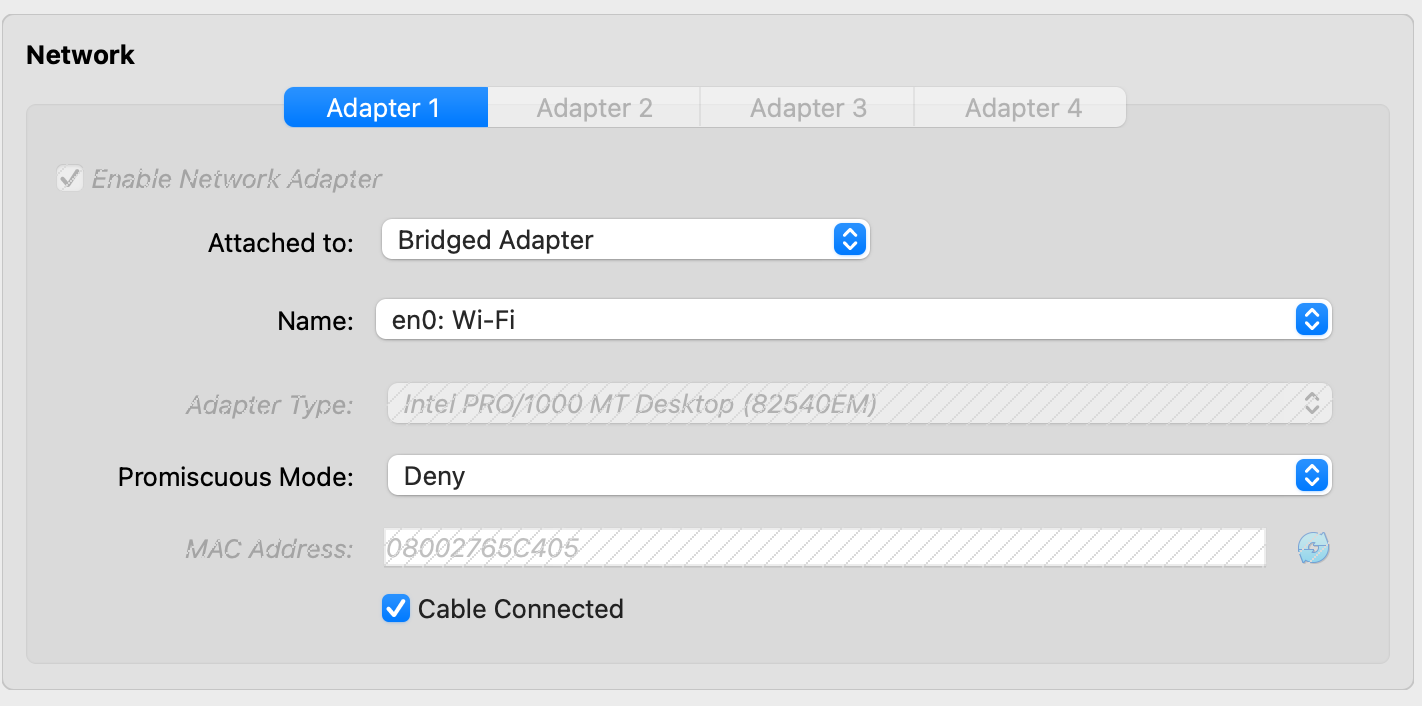 Network
Adapter 1 Adapter 2 Adapter 3 Adapter 4
Enable Network Adapter
Attached to: Bridged Adapter
Name: en0: Wi-Fi
Adapter Type: Intel PRO/1000 MT Desktop (82540EM)
Promiscuous Mode: Deny
MAC Address: 08002765C405
Cable Connected